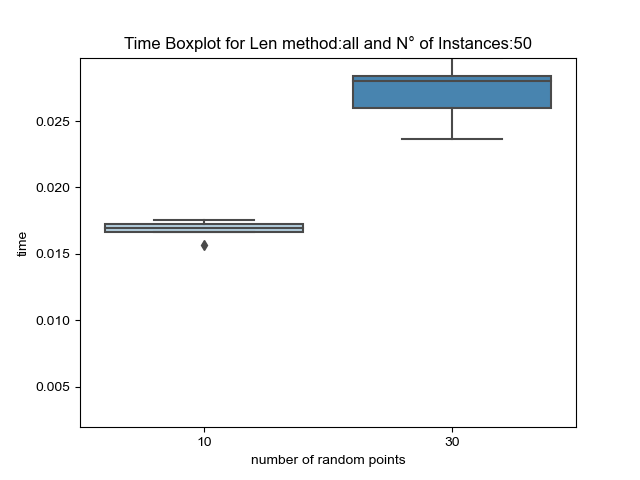 Time Boxplot for Len method:all and N° of Instances:50
0.025
0.020
0.015
0.010
0.005
time
10 30
number of random points